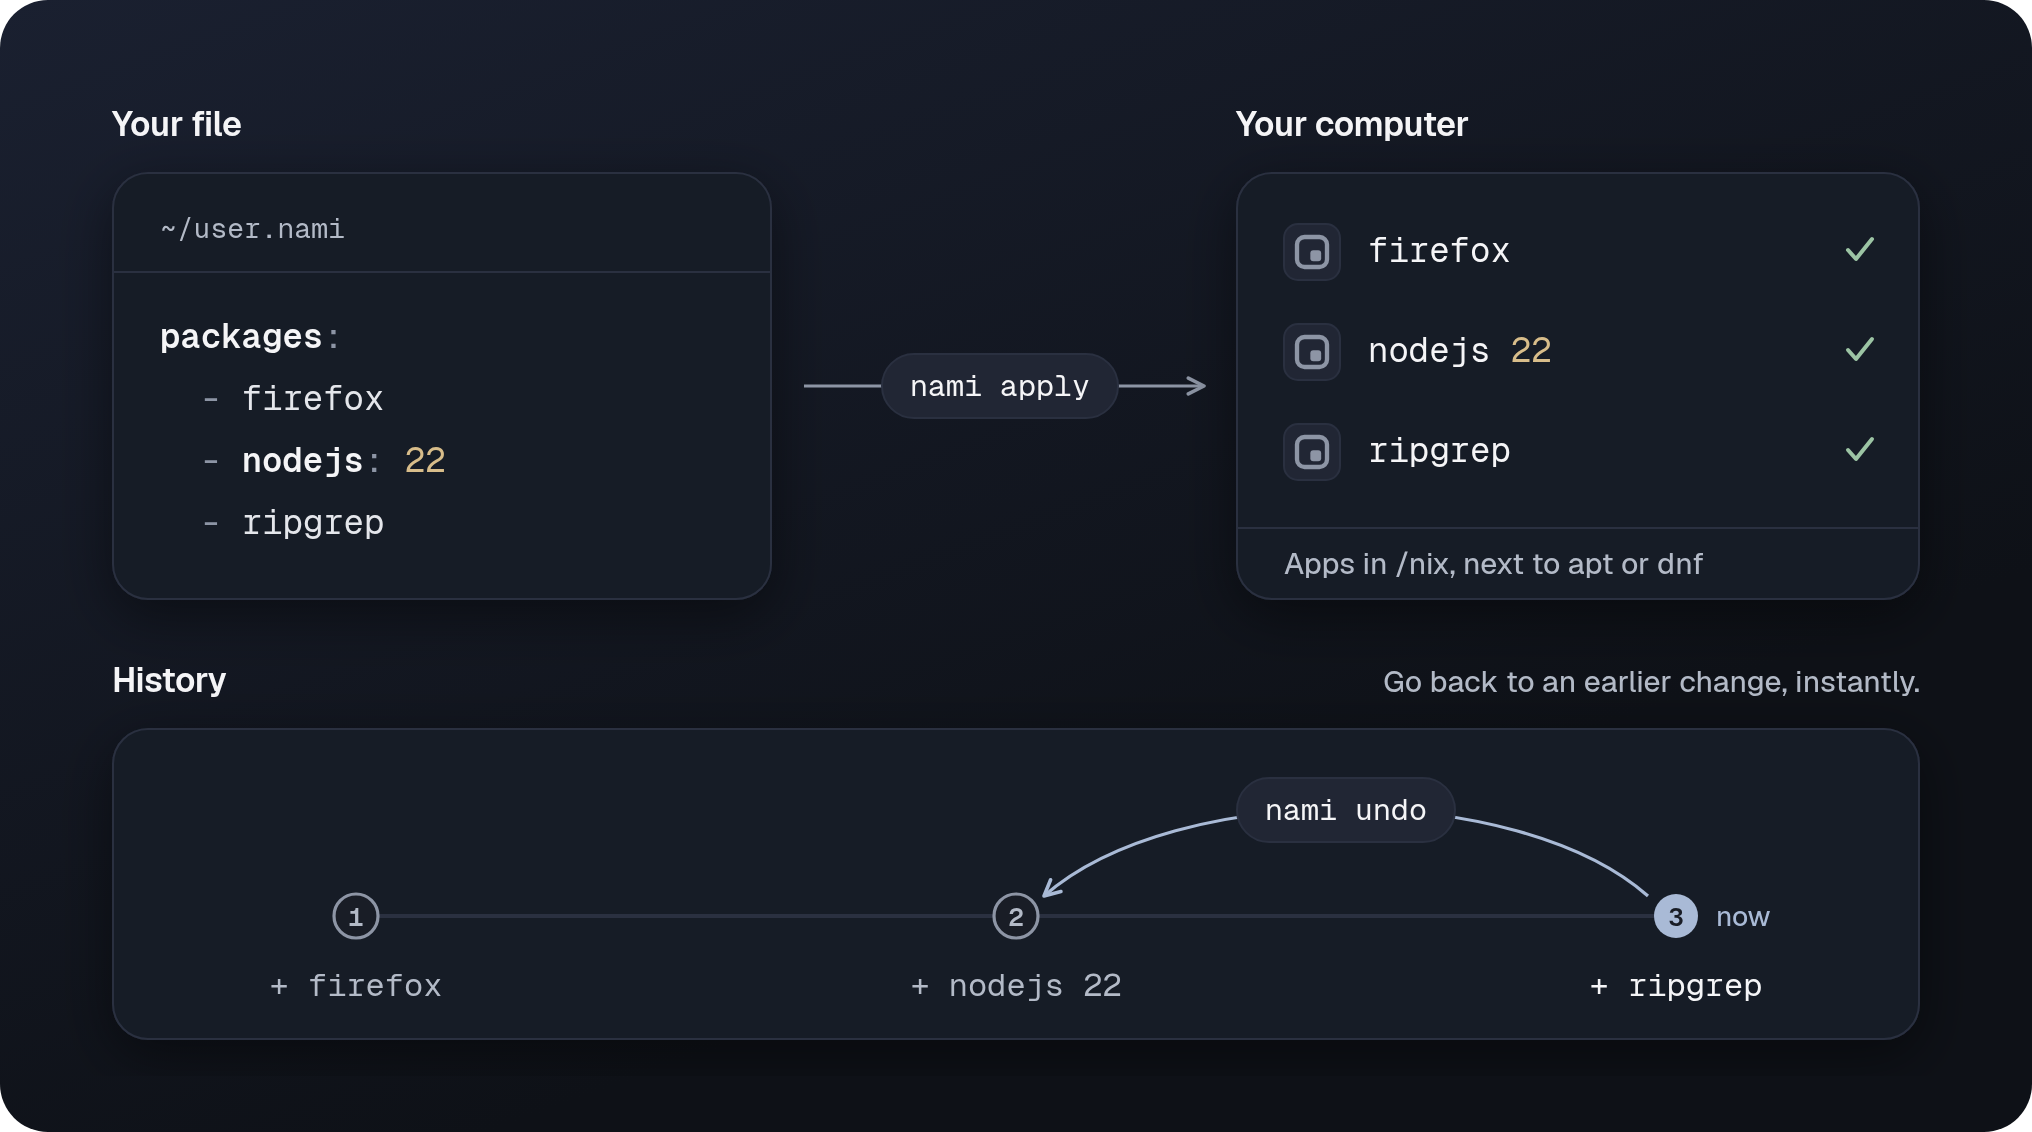 Your file
~/user.nami
packages:
- firefox
- nodejs: 22
- ripgrep
nami apply
Your computer
firefox
nodejs 22
ripgrep
Apps in /nix, next to apt or dnf
History
Go back to an earlier change, instantly.
nami undo
1
2
3
now
+ firefox
+ nodejs 22
+ ripgrep